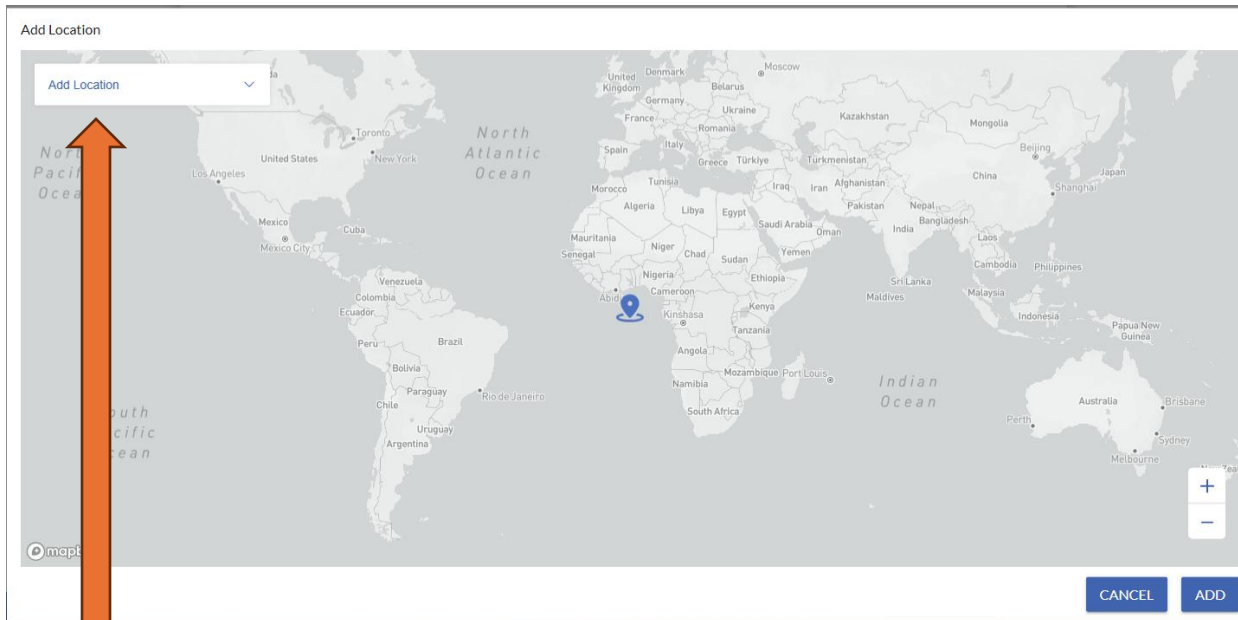 Add Location
Add Location
Moscow
United Kingdom
Denmark
Belarus
Germany
Ukraine
France
Romania
Kazakhstan
Mongolia
Toronto
North
Atlantic
Ocean
Spain
Italy
Greece
Türkiye
Turkmenistan
Beijing
United States
New York
Los Angeles
China
Japan
Shanghai
Morocco
Tunisia
Iraq
Iran
Afghanistan
Pakistan
Nepal
Algeria
Libya
Egypt
Saudi Arabia
Oman
India
Bangladesh
Mexico
Cuba
Mexico City
Mauritania
Niger
Chad
Sudan
Yemen
Laos
Senegal
Nigeria
Ethiopia
Cambodia
Philippines
Venezuela
Cameroon
Sri Lanka
Maldives
Malaysia
Colombia
Abid
Kenya
Ecuador
Kinshasa
Indonesia
Tanzania
Papua New
Guinea
Peru
Brazil
Angola
Bolivia
Mozambique
Port Louis
Indian
Ocean
Paraguay
Rio de Janeiro
Namibia
Chile
South Africa
Australia
Brisbane
Uruguay
Perth
Argentina
Sydney
Melbourne
+
−
CANCEL
ADD